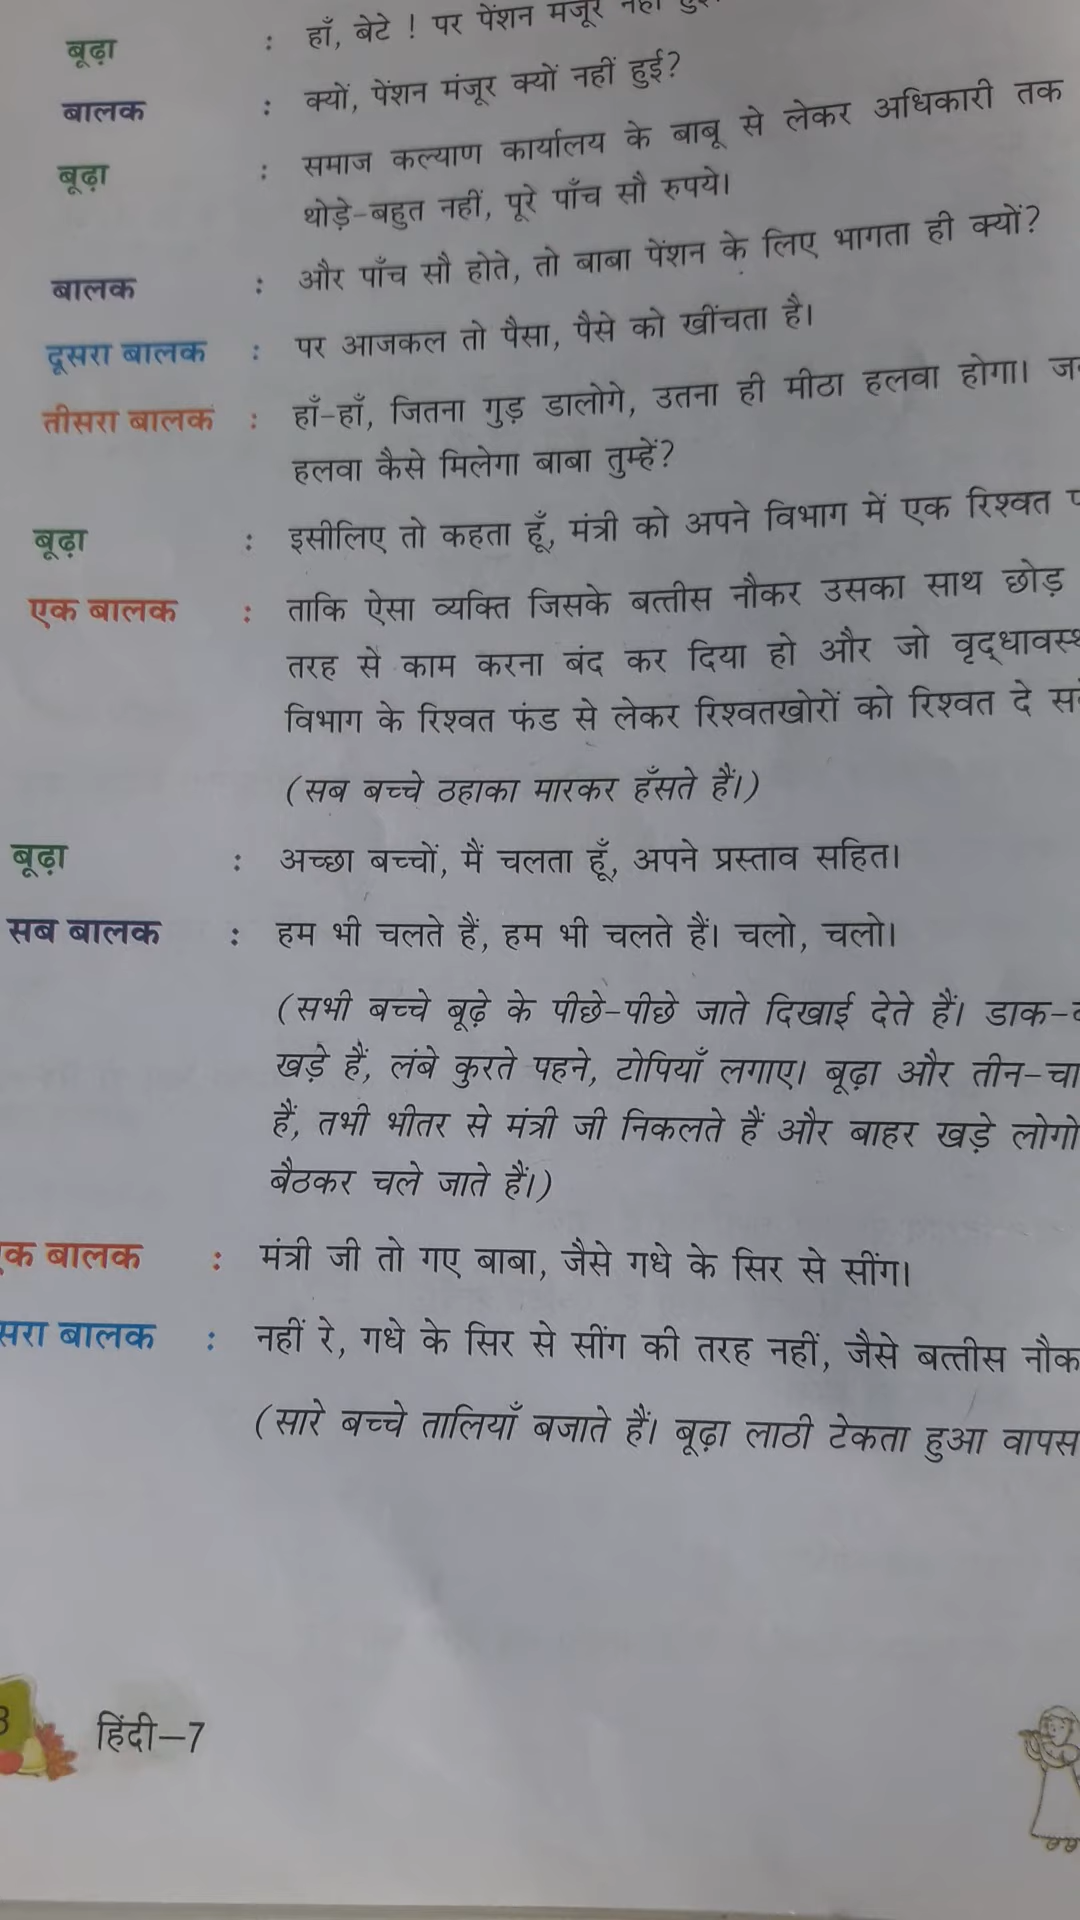 बूढ़ा : हाँ, बेटे ! पर पेंशन मंजूर नहीं
बालक : क्यों, पेंशन मंजूर क्यों नहीं हुई?
बूढ़ा : समाज कल्याण कार्यालय के बाबू से लेकर अधिकारी तक
थोड़े-बहुत नहीं, पूरे पाँच सौ रुपये।
बालक : और पाँच सौ होते, तो बाबा पेंशन के लिए भागता ही क्यों?
दूसरा बालक : पर आजकल तो पैसा, पैसे को खींचता है।
तीसरा बालक : हाँ-हाँ, जितना गुड़ डालोगे, उतना ही मीठा हलवा होगा।
हलवा कैसे मिलेगा बाबा तुम्हें?
बूढ़ा : इसीलिए तो कहता हूँ, मंत्री को अपने विभाग में एक रिश्वत
एक बालक : ताकि ऐसा व्यक्ति जिसके बत्तीस नौकर उसका साथ छोड़
तरह से काम करना बंद कर दिया हो और जो
विभाग के रिश्वत फंड से लेकर रिश्वतखोरों को रिश्वत दे
(सब बच्चे ठहाका मारकर हँसते हैं।)
बूढ़ा : अच्छा बच्चों, मैं चलता हूँ, अपने प्रस्ताव सहित।
सब बालक : हम भी चलते हैं, हम भी चलते हैं। चलो, चलो।
(सभी बच्चे बूढ़े के पीछे-पीछे जाते दिखाई देते हैं। डाक-
खड़े हैं, लंबे कुरते पहने, टोपियाँ लगाए। बूढ़ा और तीन-
हैं, तभी भीतर से मंत्री जी निकलते हैं और बाहर खड़े
बैठकर चले जाते हैं।)
बालक : मंत्री जी तो गए बाबा, जैसे गधे के सिर से सींग।
बालक : नहीं रे, गधे के सिर से सींग की तरह नहीं, जैसे बत्तीस
(सारे बच्चे तालियाँ बजाते हैं। बूढ़ा लाठी टेकता हुआ वापस
हिंदी-7